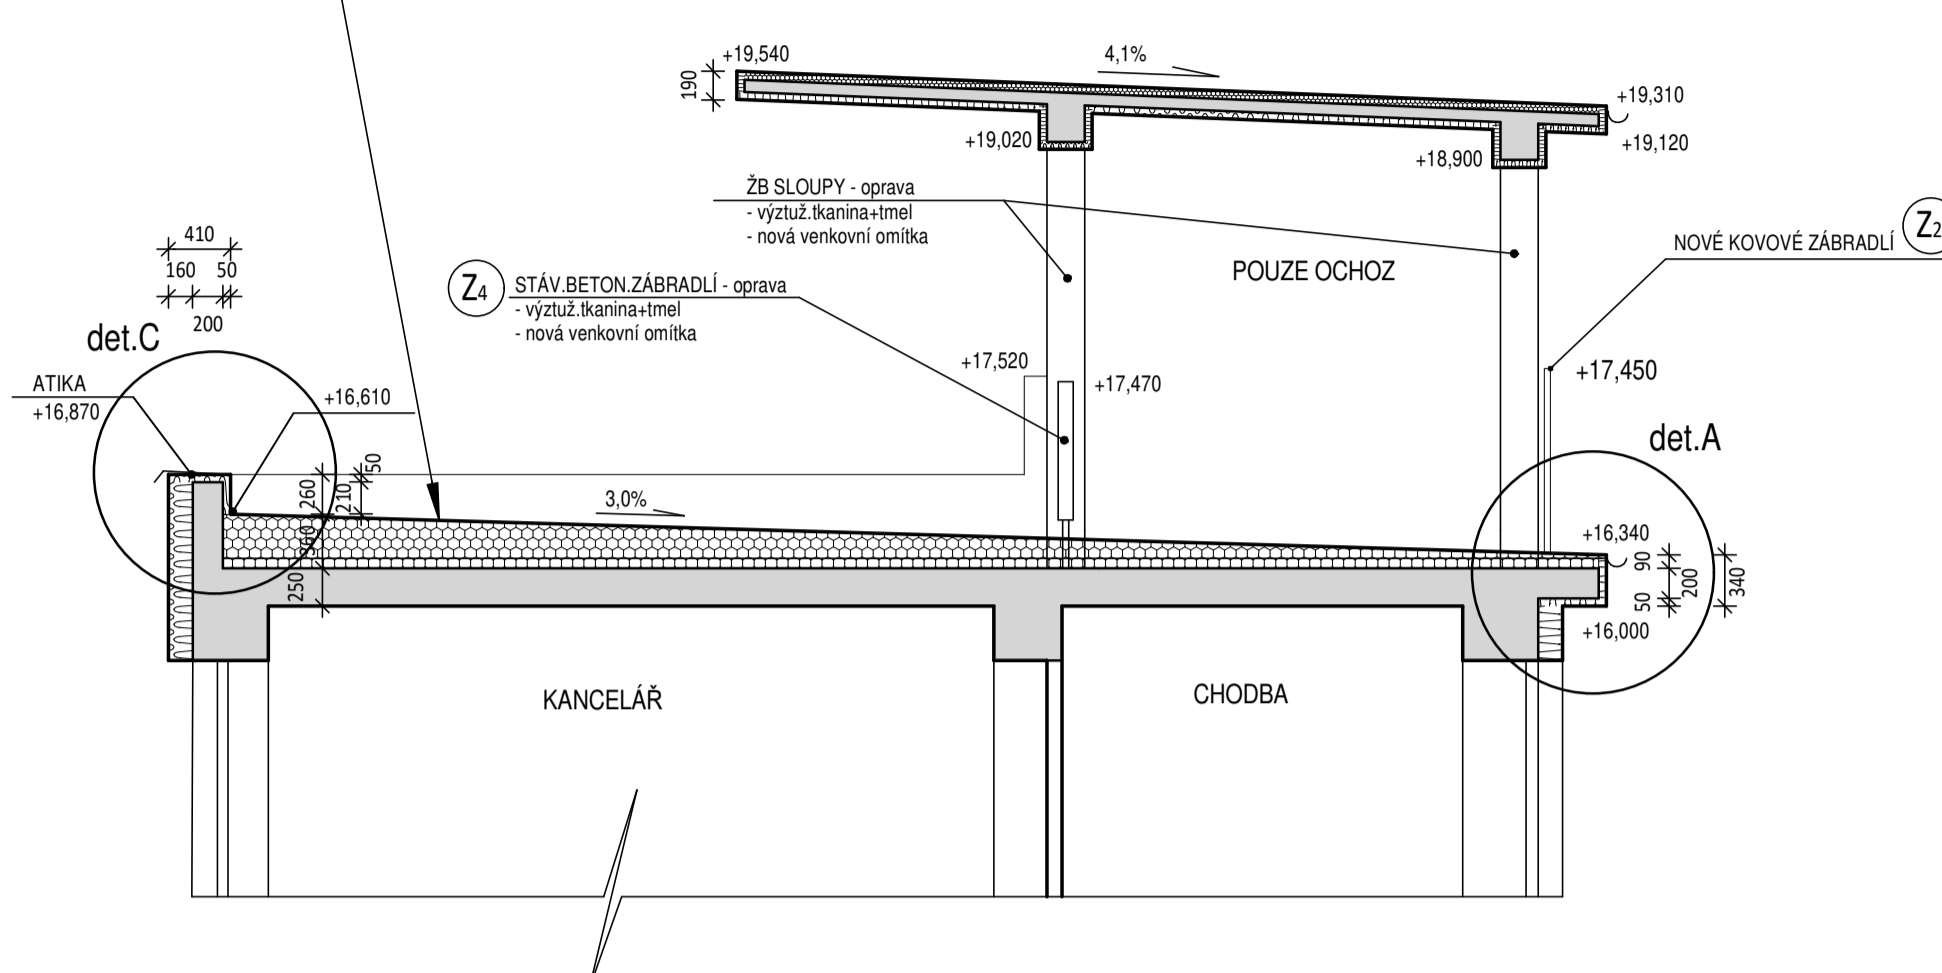 +19,540
4,1%
190
+19,310
+19,020
+19,120
+18,900
ŽB SLOUPY - oprava
- výztuž.tkanina+tmel
- nová venkovní omítka
Z2
NOVÉ KOVOVÉ ZÁBRADLÍ
410
160 50
200
POUZE OCHOZ
Z4
STÁV.BETON.ZÁBRADLÍ - oprava
- výztuž.tkanina+tmel
- nová venkovní omítka
det.C
+17,520
+17,470
+17,450
ATIKA
+16,870
+16,610
det.A
50
260
210
3,0%
360
250
+16,340
90
200
340
50
+16,000
KANCELÁŘ
CHODBA